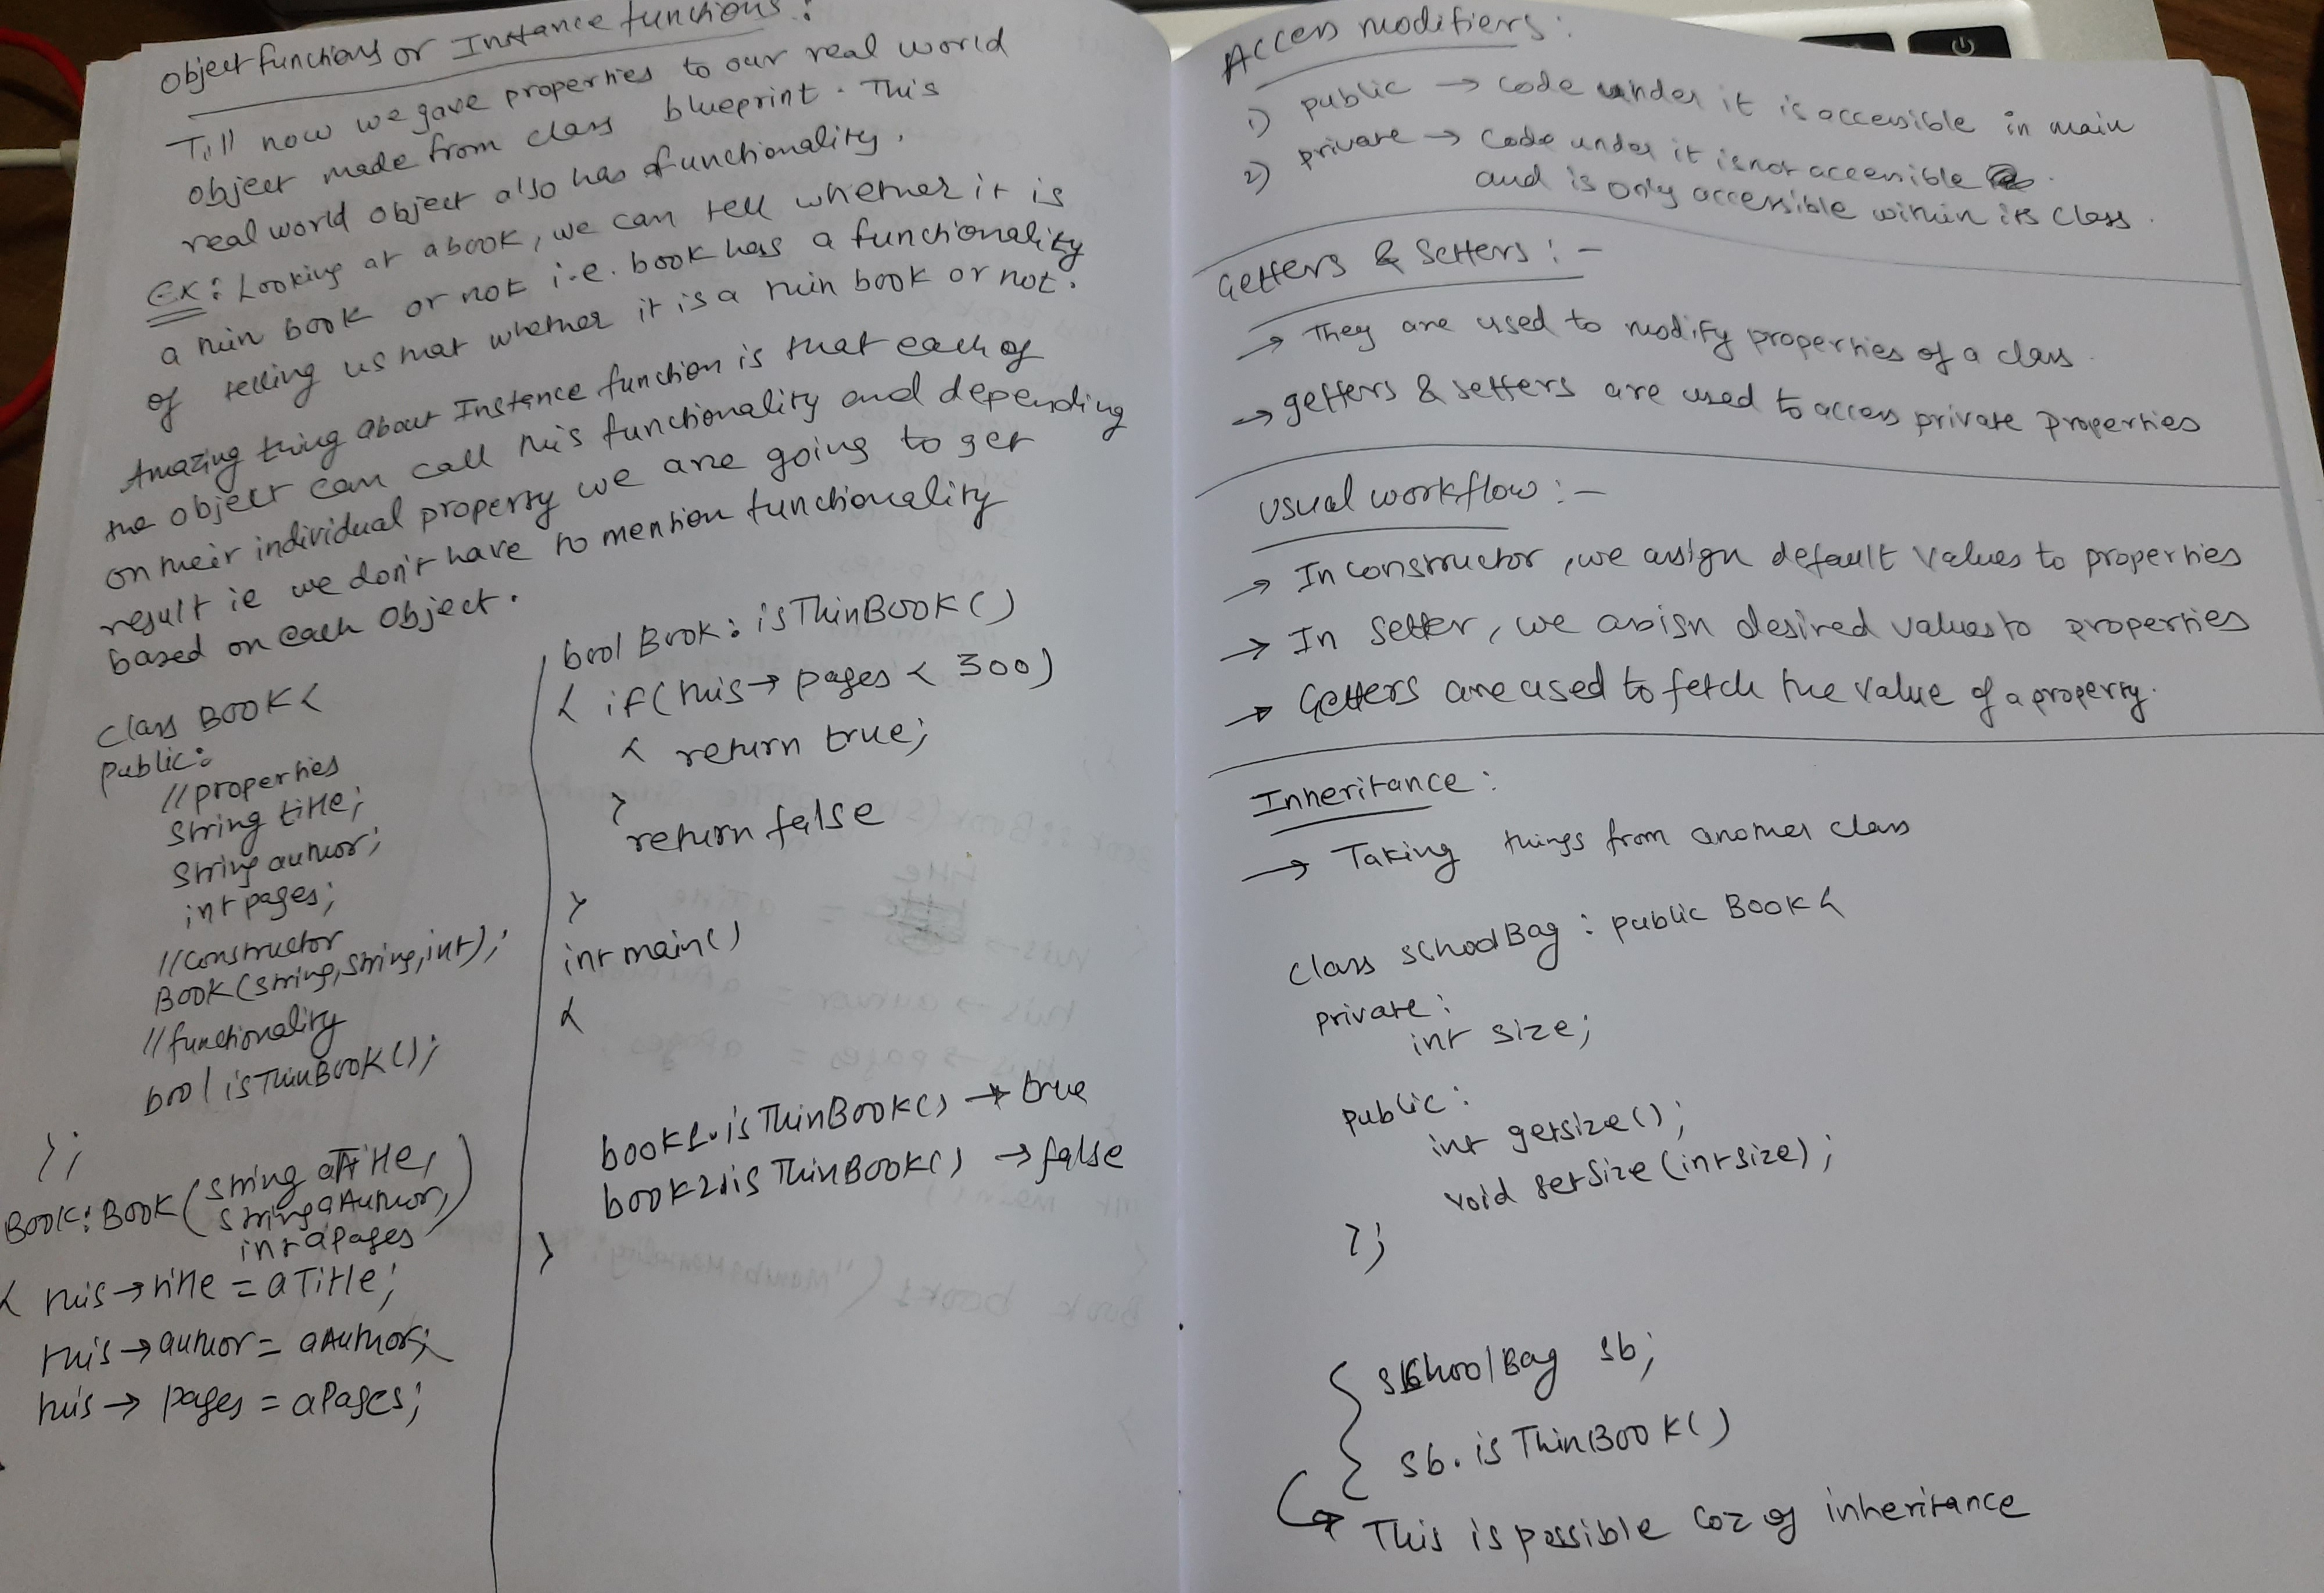 Object functions or Instance functions:
Till now we gave properties to our real world
object made from class blueprint. This
real world object also has functionality.
Ex: Looking at a book, we can tell whether it is
a thin book or not i.e. book has a functionality
of telling us that whether it is a thin book or not.
Amazing thing about Instence function is that each of
the object can call this functionality and depending
on their individual property we are going to get
result ie we don't have to mention functionality
based on each object.
class BOOK {
public:
//properties
String title;
String author;
int pages;
//constructor
BOOK(string,string,int);
//functionality
bool isThinBOOK();
};
BOOK:BOOK(string aTitle,
string aAuthor,
int apages)
{ this→title = aTitle;
this→author = aAuthor;
this→ pages = aPages;
}
bool Book:isThinBOOK()
{ if(this→ pages < 300)
{ return true;
}
return false
}
int main()
{
book1.isThinBOOK() → true
book2.isThinBOOK() → false
}
Access modifiers:
1) public → code under it is accessible in main
2) private → code under it is not accessible .
and is only accessible within its class.
Getters & Setters:-
→ They are used to modify properties of a class.
→ getters & setters are used to access private properties
Usual workflow:-
→ In constructor, we assign default values to properties
→ In setter, we assign desired values to properties
→ Getters are used to fetch the value of a property.
Inheritance:
→ Taking things from another class
class schoolBag : public BOOK {
private:
int size;
public:
int getsize();
void setSize(int size);
};
schoolBag sb;
sb.isThinBOOK()
→ This is possible coz of inheritance